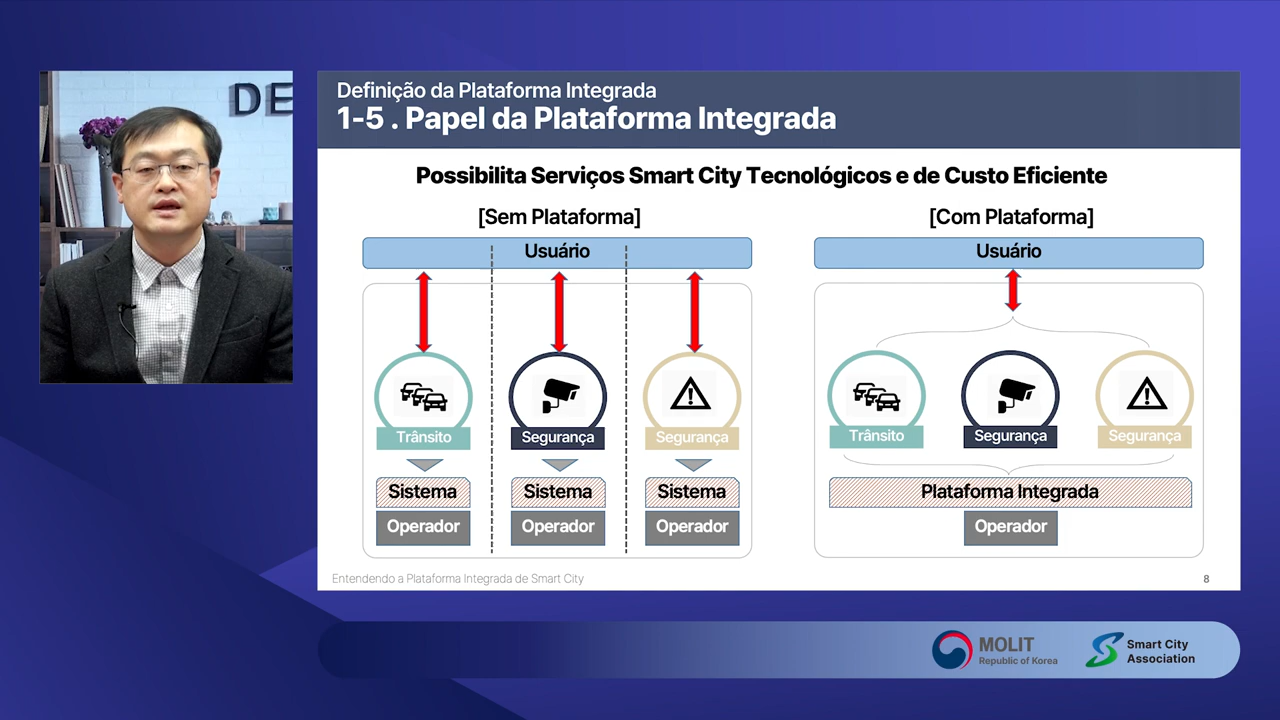 DE
Definição da Plataforma Integrada
1-5 . Papel da Plataforma Integrada
Possibilita Serviços Smart City Tecnológicos e de Custo Eficiente
[Sem Plataforma]
Usuário
Trânsito
Segurança
Segurança
Sistema
Sistema
Sistema
Operador
Operador
Operador
[Com Plataforma]
Usuário
Trânsito
Segurança
Segurança
Plataforma Integrada
Operador
Entendendo a Plataforma Integrada de Smart City
8
MOLIT
Republic of Korea
Smart City
Association